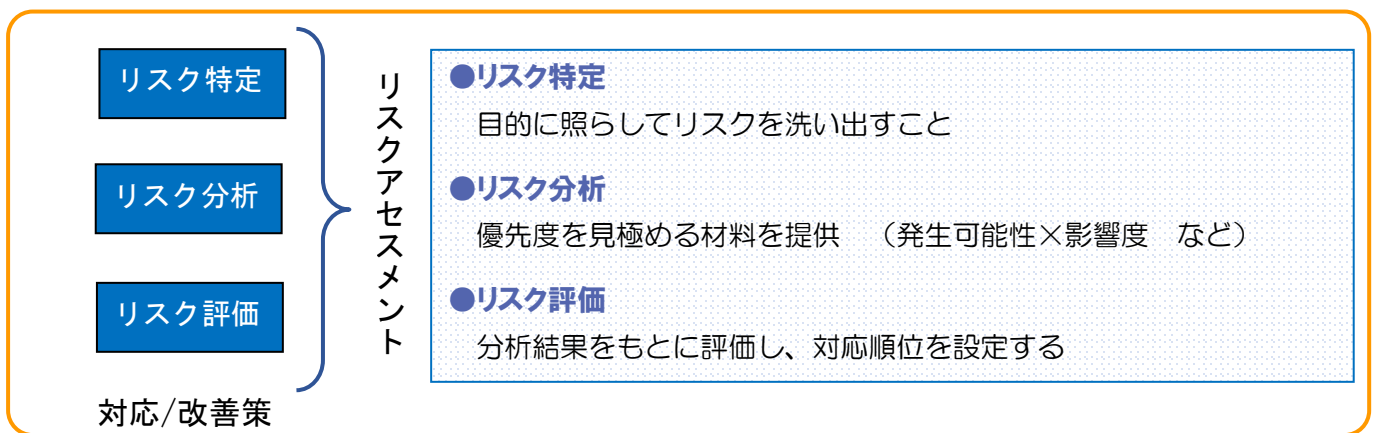 リスク特定
リスク分析
リスク評価
対応/改善策
リスクアセスメント
●リスク特定
目的に照らしてリスクを洗い出すこと
●リスク分析
優先度を見極める材料を提供　（発生可能性×影響度　など）
●リスク評価
分析結果をもとに評価し、対応順位を設定する